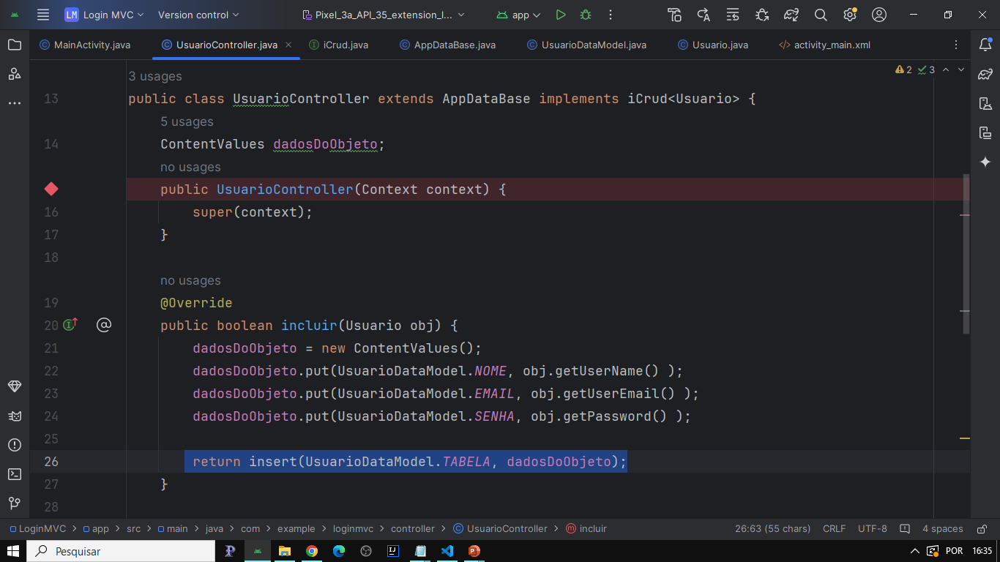 LM Login MVC Version control Pixel_3a_API_35_extension_l... app
MainActivity.java UsuarioController.java iCrud.java AppDataBase.java UsuarioDataModel.java Usuario.java activity_main.xml
3 usages 2 3
13 public class UsuarioController extends AppDataBase implements iCrud<Usuario> {
5 usages
14 ContentValues dadosDoObjeto;
no usages
public UsuarioController(Context context) {
16 super(context);
17 }
18
no usages
19 @Override
20 public boolean incluir(Usuario obj) {
21 dadosDoObjeto = new ContentValues();
22 dadosDoObjeto.put(UsuarioDataModel.NOME, obj.getUserName() );
23 dadosDoObjeto.put(UsuarioDataModel.EMAIL, obj.getUserEmail() );
24 dadosDoObjeto.put(UsuarioDataModel.SENHA, obj.getPassword() );
25
26 return insert(UsuarioDataModel.TABELA, dadosDoObjeto);
27 }
28
LoginMVC > app > src > main > java > com > example > loginmvc > controller > UsuarioController > incluir 26:63 (55 chars) CRLF UTF-8 4 spaces
Pesquisar POR 16:35